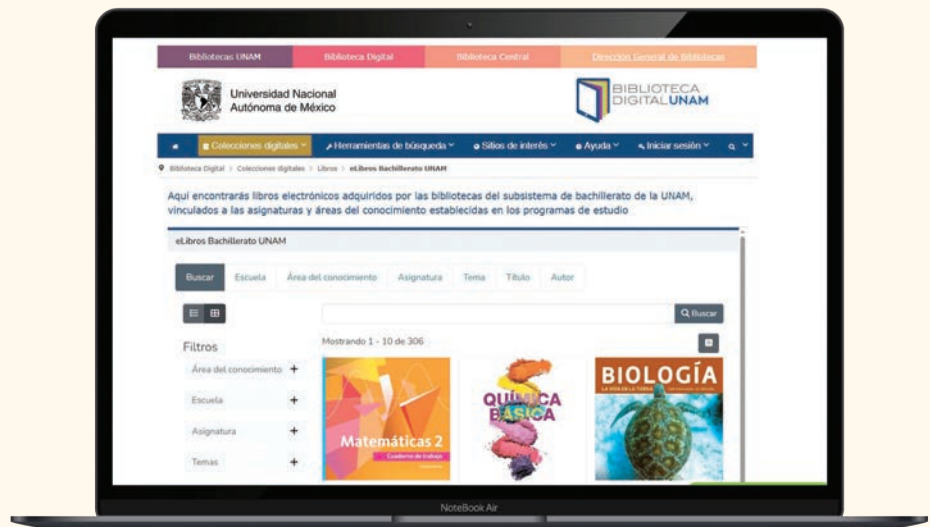 Bibliotecas UNAM
Biblioteca Digital
Biblioteca Central
Dirección General de Bibliotecas
Universidad Nacional
Autónoma de México
BIBLIOTECA
DIGITAL UNAM
Colecciones digitales
Herramientas de búsqueda
Sitios de interés
Ayuda
Iniciar sesión
Biblioteca Digital > Colecciones digitales > Libros > eLibros Bachillerato UNAM
Aquí encontrarás libros electrónicos adquiridos por las bibliotecas del subsistema de bachillerato de la UNAM,
vinculados a las asignaturas y áreas del conocimiento establecidas en los programas de estudio
eLibros Bachillerato UNAM
Buscar
Escuela
Área del conocimiento
Asignatura
Tema
Título
Autor
Buscar
Filtros
Mostrando 1 - 10 de 306
Área del conocimiento +
Escuela +
Asignatura +
Temas +
Matemáticas 2
Cuaderno de trabajo
QUÍMICA
BÁSICA
BIOLOGÍA
LA VIDA EN LA TIERRA
NoteBook Air